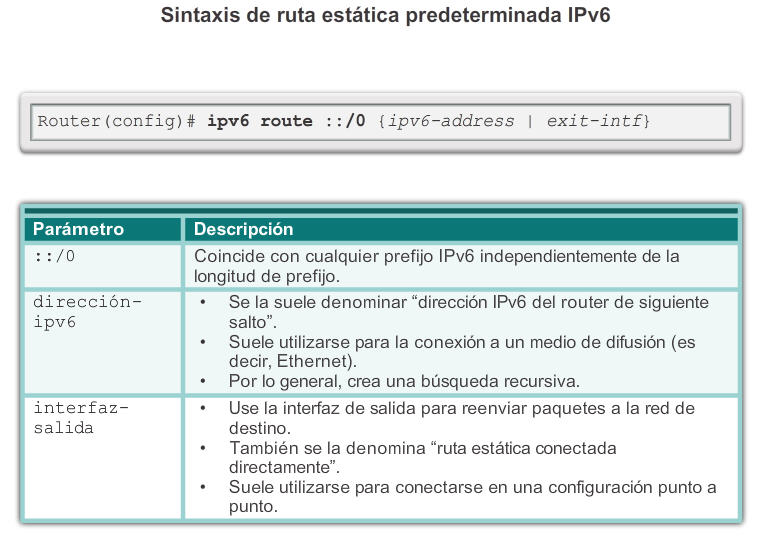 Sintaxis de ruta estática predeterminada IPv6
Router(config)# ipv6 route ::/0 {ipv6-address | exit-intf}
Parámetro Descripción
::/0 Coincide con cualquier prefijo IPv6 independientemente de la
longitud de prefijo.
dirección-
ipv6
• Se la suele denominar “dirección IPv6 del router de siguiente
salto”.
• Suele utilizarse para la conexión a un medio de difusión (es
decir, Ethernet).
• Por lo general, crea una búsqueda recursiva.
interfaz-
salida
• Use la interfaz de salida para reenviar paquetes a la red de
destino.
• También se la denomina “ruta estática conectada
directamente”.
• Suele utilizarse para conectarse en una configuración punto a
punto.